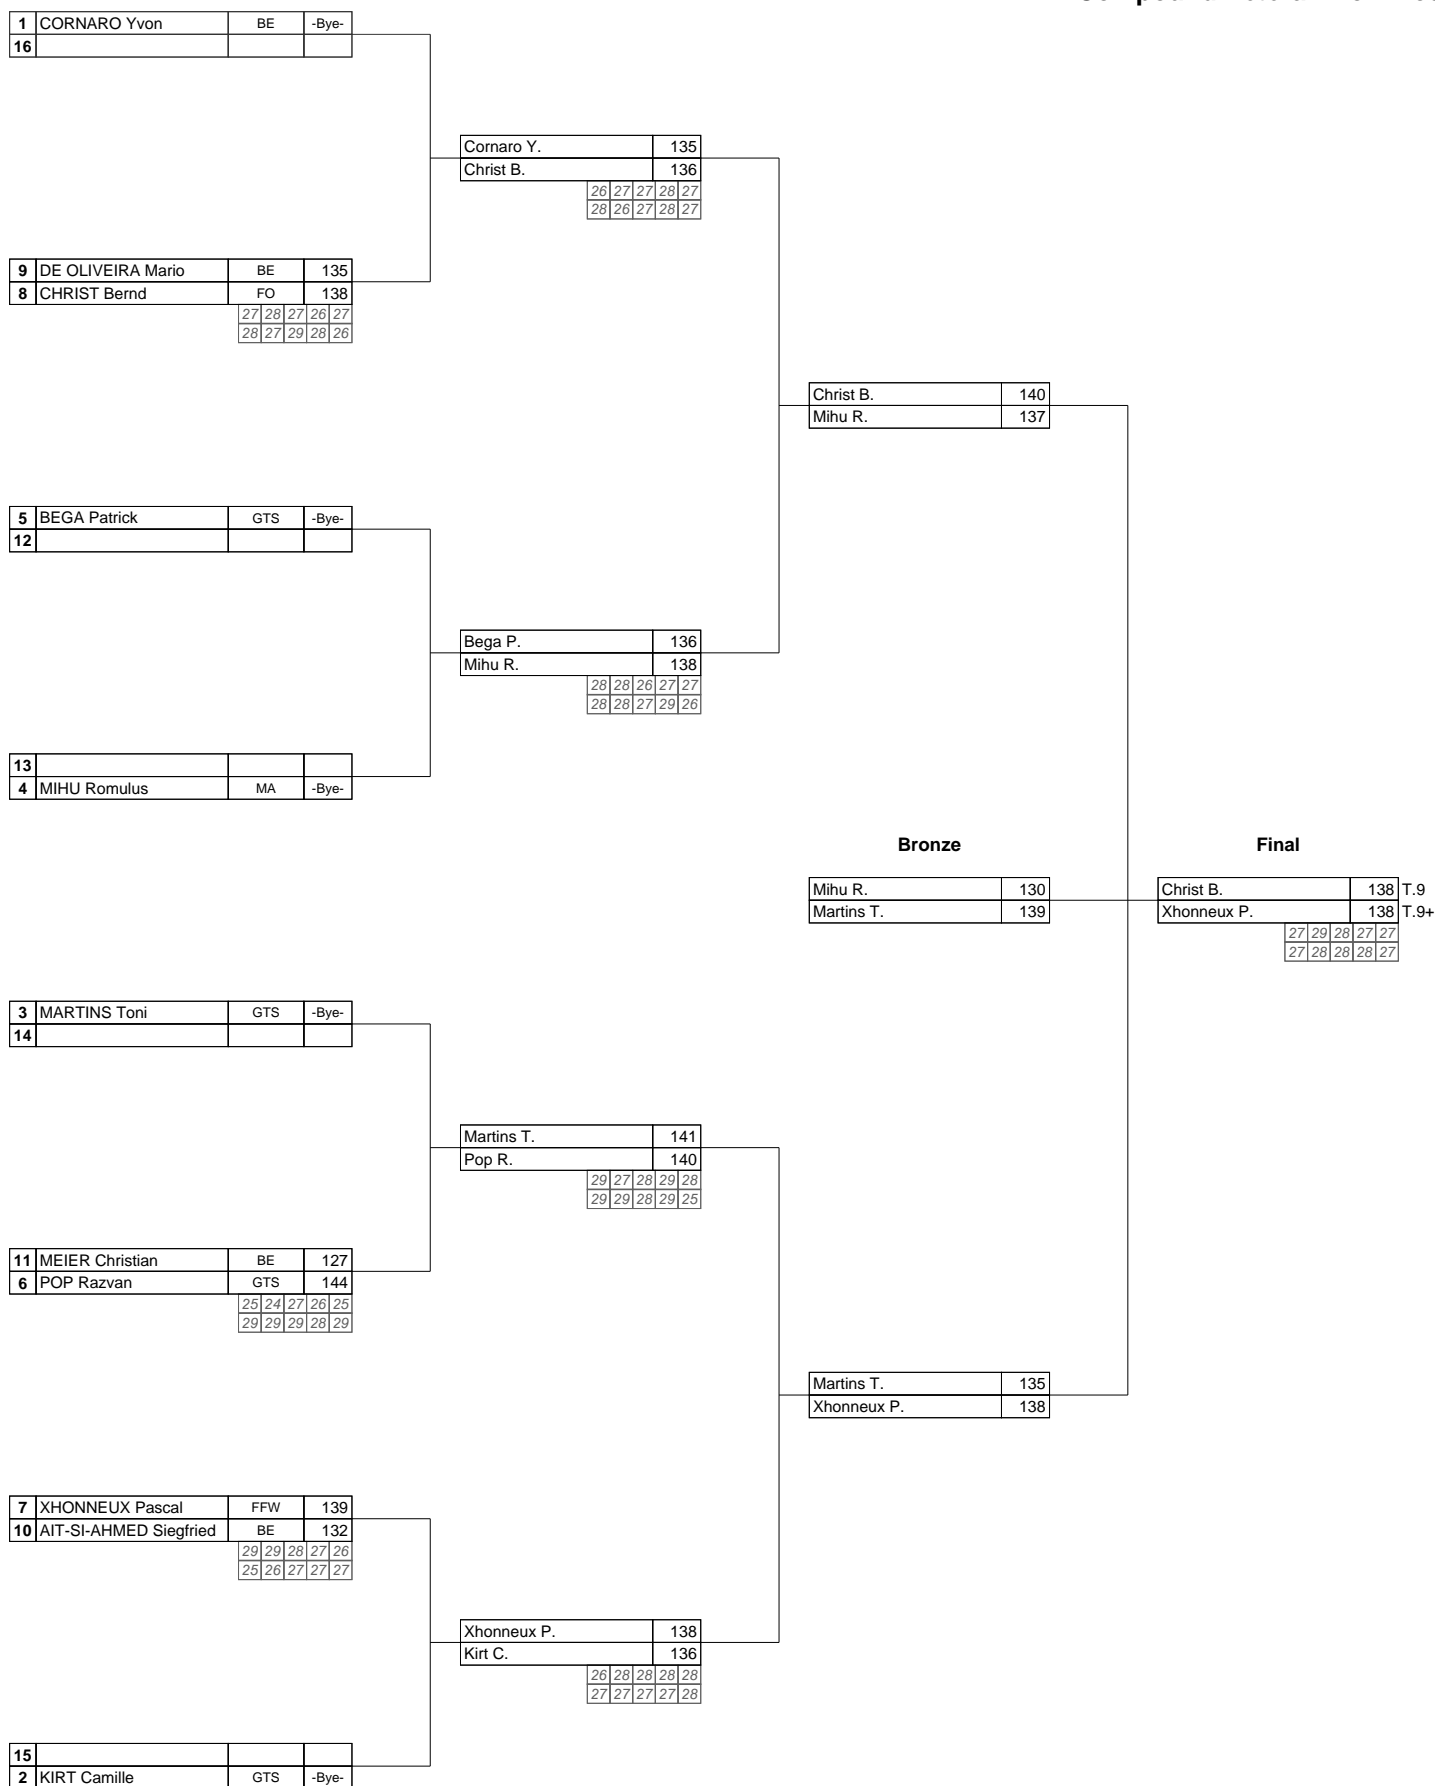 1 CORNARO Yvon BE -Bye-
16
Cornaro Y. 135
Christ B. 136
26 27 27 28 27
28 26 27 28 27
9 DE OLIVEIRA Mario BE 135
8 CHRIST Bernd FO 138
27 28 27 26 27
28 27 29 28 26
Christ B. 140
Mihu R. 137
5 BEGA Patrick GTS -Bye-
12
Bega P. 136
Mihu R. 138
28 28 26 27 27
28 28 27 29 26
13
4 MIHU Romulus MA -Bye-
Bronze Final
Mihu R. 130 Christ B. 138 T.9
Martins T. 139 Xhonneux P. 138 T.9+
27 29 28 27 27
27 28 28 28 27
3 MARTINS Toni GTS -Bye-
14
Martins T. 141
Pop R. 140
29 27 28 29 28
29 29 28 29 25
11 MEIER Christian BE 127
6 POP Razvan GTS 144
25 24 27 26 25
29 29 29 28 29
Martins T. 135
Xhonneux P. 138
7 XHONNEUX Pascal FFW 139
10 AIT-SI-AHMED Siegfried BE 132
29 29 28 27 26
25 26 27 27 27
Xhonneux P. 138
Kirt C. 136
26 28 28 28 28
27 27 27 27 28
15
2 KIRT Camille GTS -Bye-